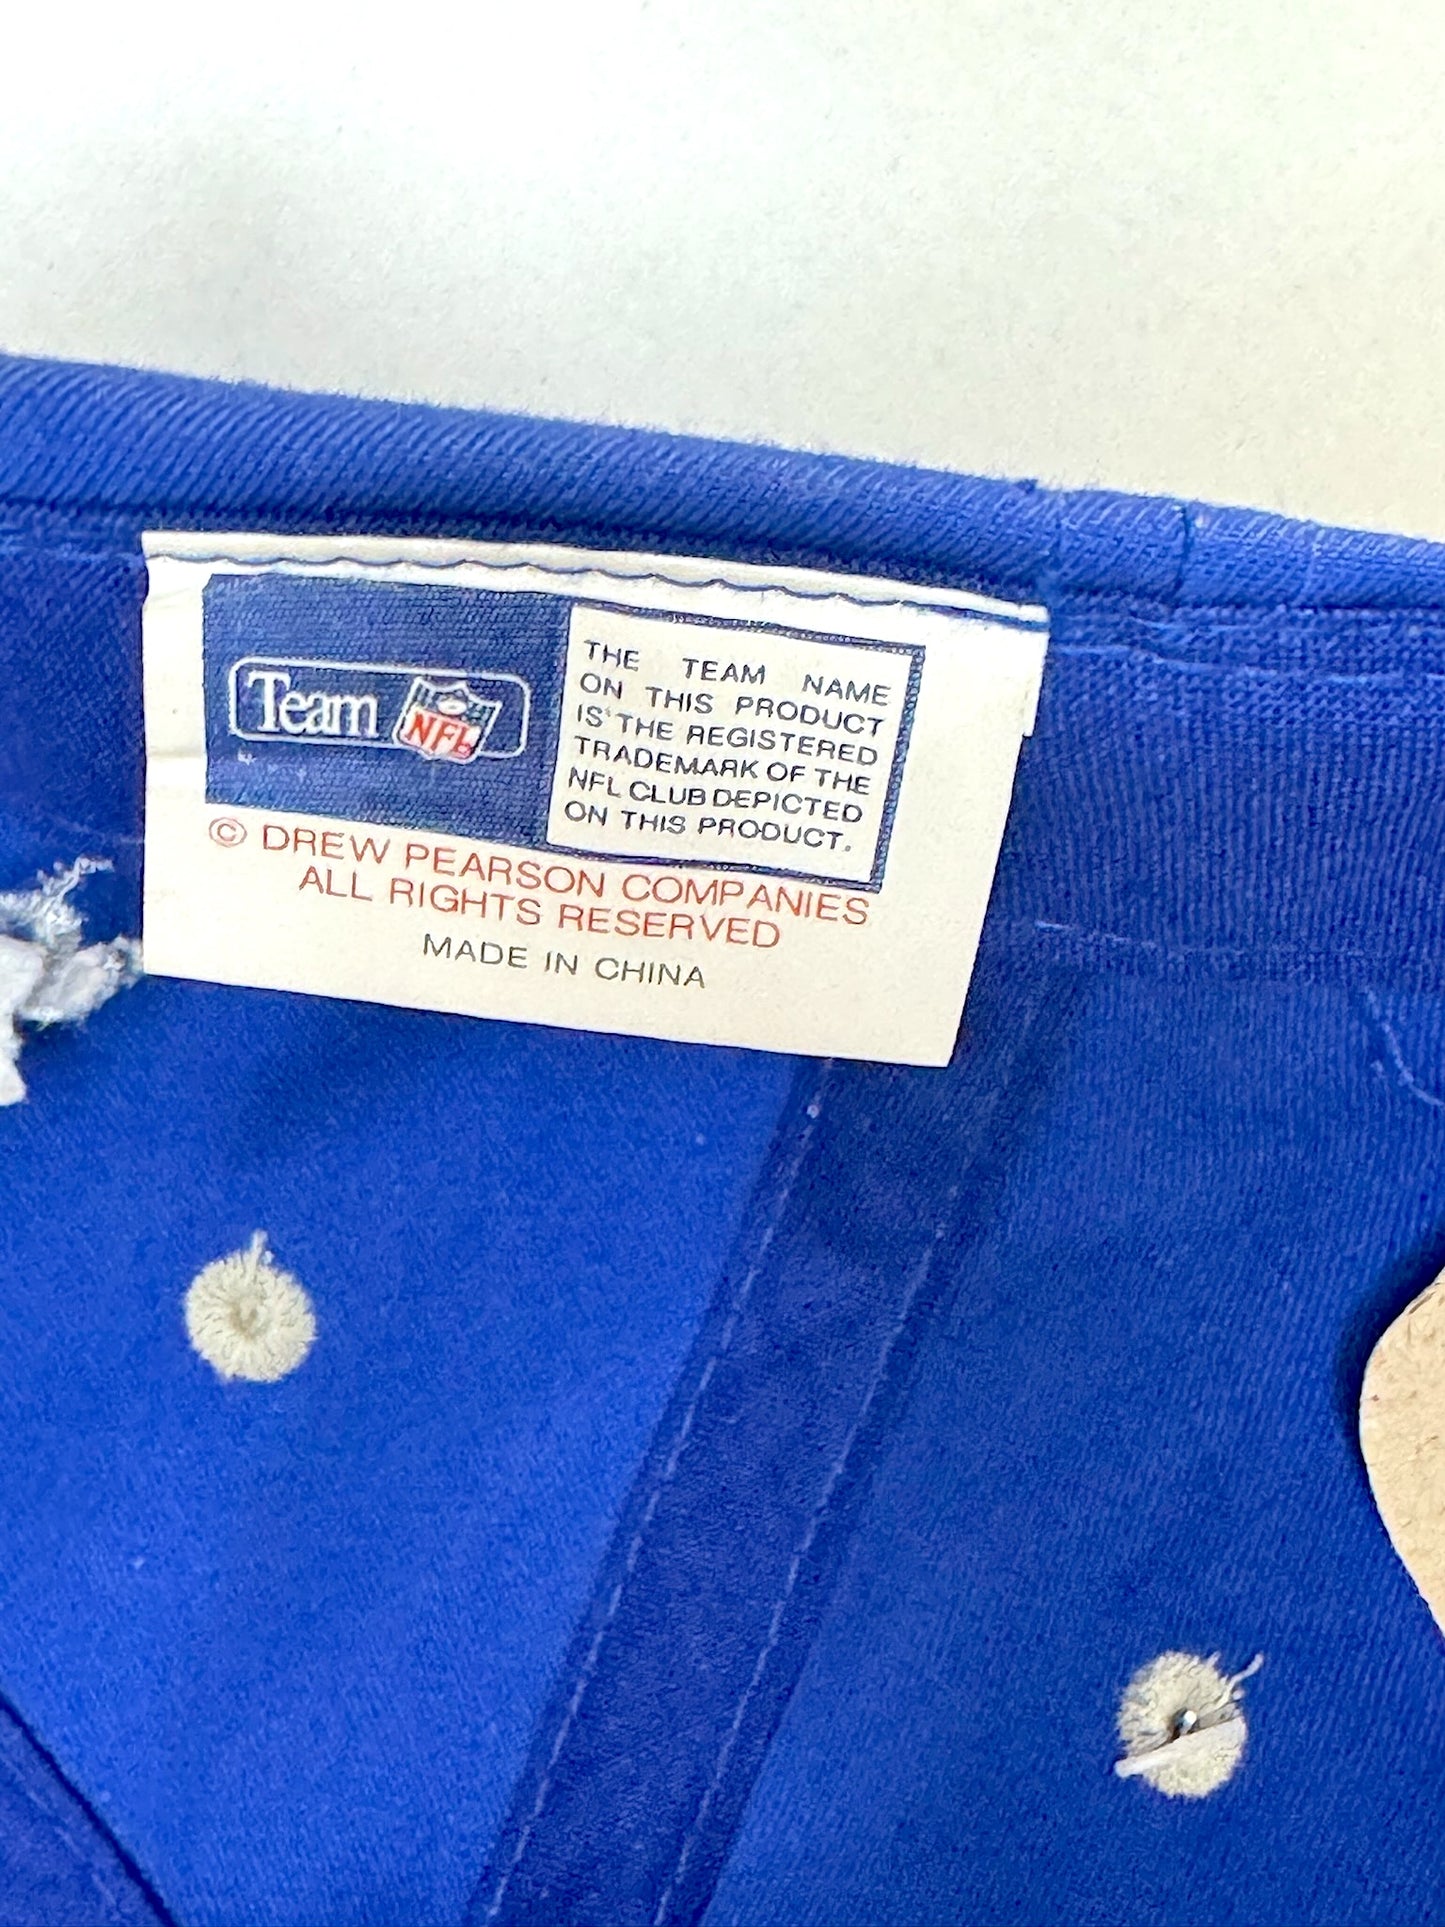 Team NFL
THE TEAM NAME
ON THIS PRODUCT
IS THE REGISTERED
TRADEMARK OF THE
NFL CLUB DEPICTED
ON THIS PRODUCT.
© DREW PEARSON COMPANIES
ALL RIGHTS RESERVED
MADE IN CHINA